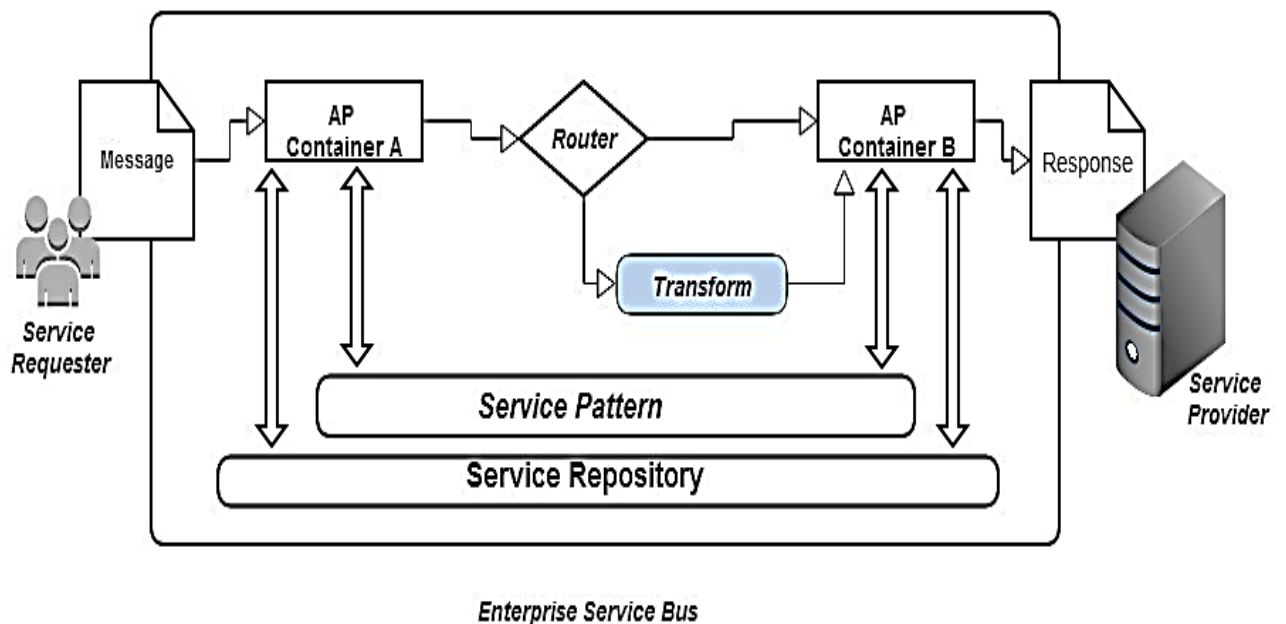 Message
AP
Container A
Router
AP
Container B
Response
Transform
Service
Requester
Service
Provider
Service Pattern
Service Repository
Enterprise Service Bus